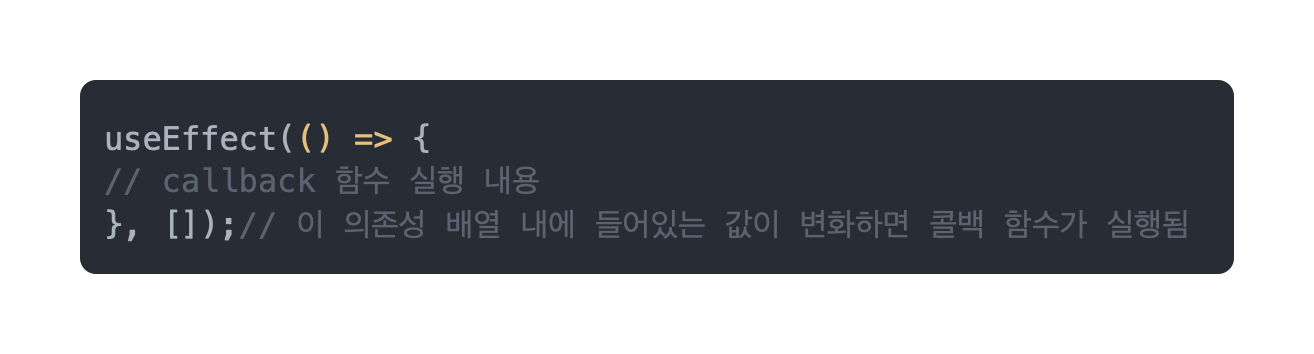 useEffect(() => {
// callback 함수 실행 내용
}, []);// 이 의존성 배열 내에 들어있는 값이 변화하면 콜백 함수가 실행됨